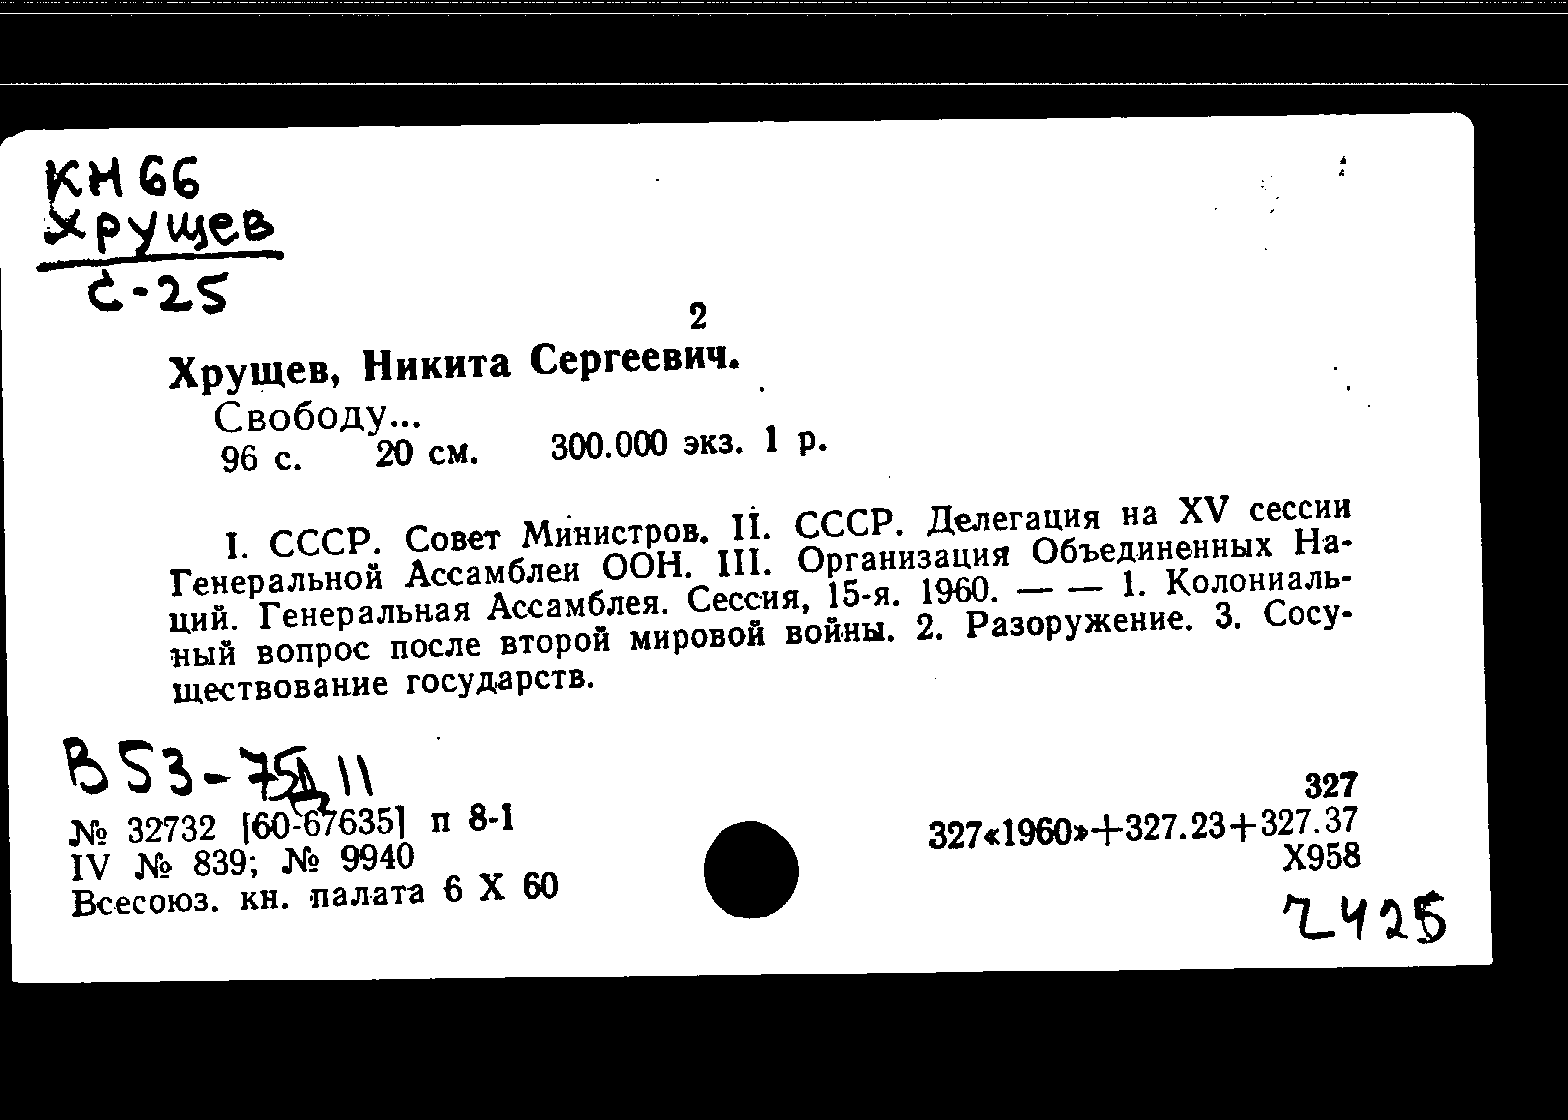 КН 66
Хрущев
С-25
2
Хрущев, Никита Сергеевич.
Свободу...
96 с. 20 см. 300.000 экз. 1 р.
I. СССР. Совет Министров. II. СССР. Делегация на XV сессии
Генеральной Ассамблеи ООН. III. Организация Объединенных На-
ций. Генеральная Ассамблея. Сессия, 15-я. 1960. — — 1. Колониаль-
ный вопрос после второй мировой войны. 2. Разоружение. 3. Сосу-
ществование государств.
В 53-75 11
№ 32732 [60-67635] п 8-1
IV № 839; № 9940
Всесоюз. кн. палата 6 X 60
327
327«1960»+327.23+327.37
Х958
2425